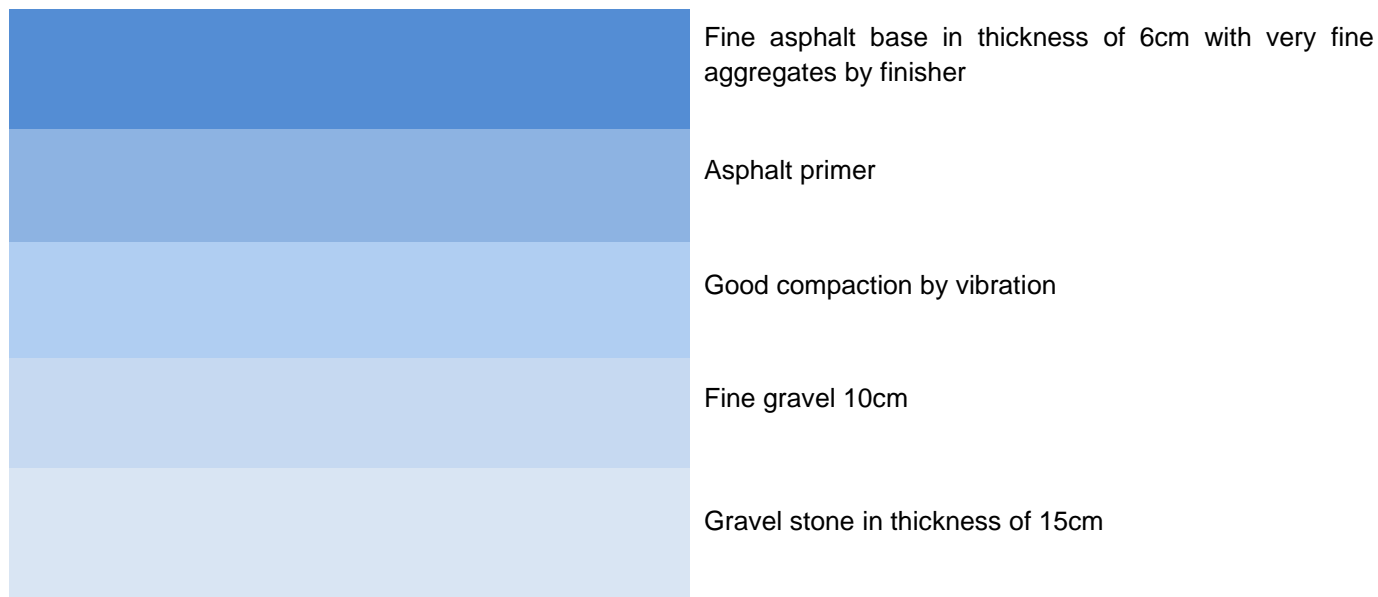 Fine asphalt base in thickness of 6cm with very fine
aggregates by finisher
Asphalt primer
Good compaction by vibration
Fine gravel 10cm
Gravel stone in thickness of 15cm